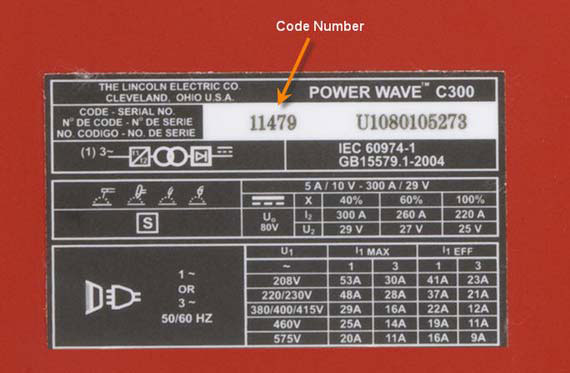 Code Number
THE LINCOLN ELECTRIC CO.
CLEVELAND, OHIO U.S.A.
POWER WAVE™ C300
CODE - SERIAL NO.
N° DE CODE - N° DE SÉRIE
NO. CODIGO - NO. DE SERIE
11479 U1080105273
(1) 3~ f1/f2
IEC 60974-1
GB15579.1-2004
5 A / 10 V - 300 A / 29 V
X 40% 60% 100%
S
U₀ 80V
I₂ 300 A 260 A 220 A
U₂ 29 V 27 V 25 V
U₁ I₁ MAX I₁ EFF
~ 1 3 1 3
1 ~
OR
3 ~
50/60 HZ
208V 53A 30A 41A 23A
220/230V 48A 28A 37A 21A
380/400/415V 29A 16A 22A 12A
460V 25A 14A 19A 11A
575V 20A 11A 16A 9A